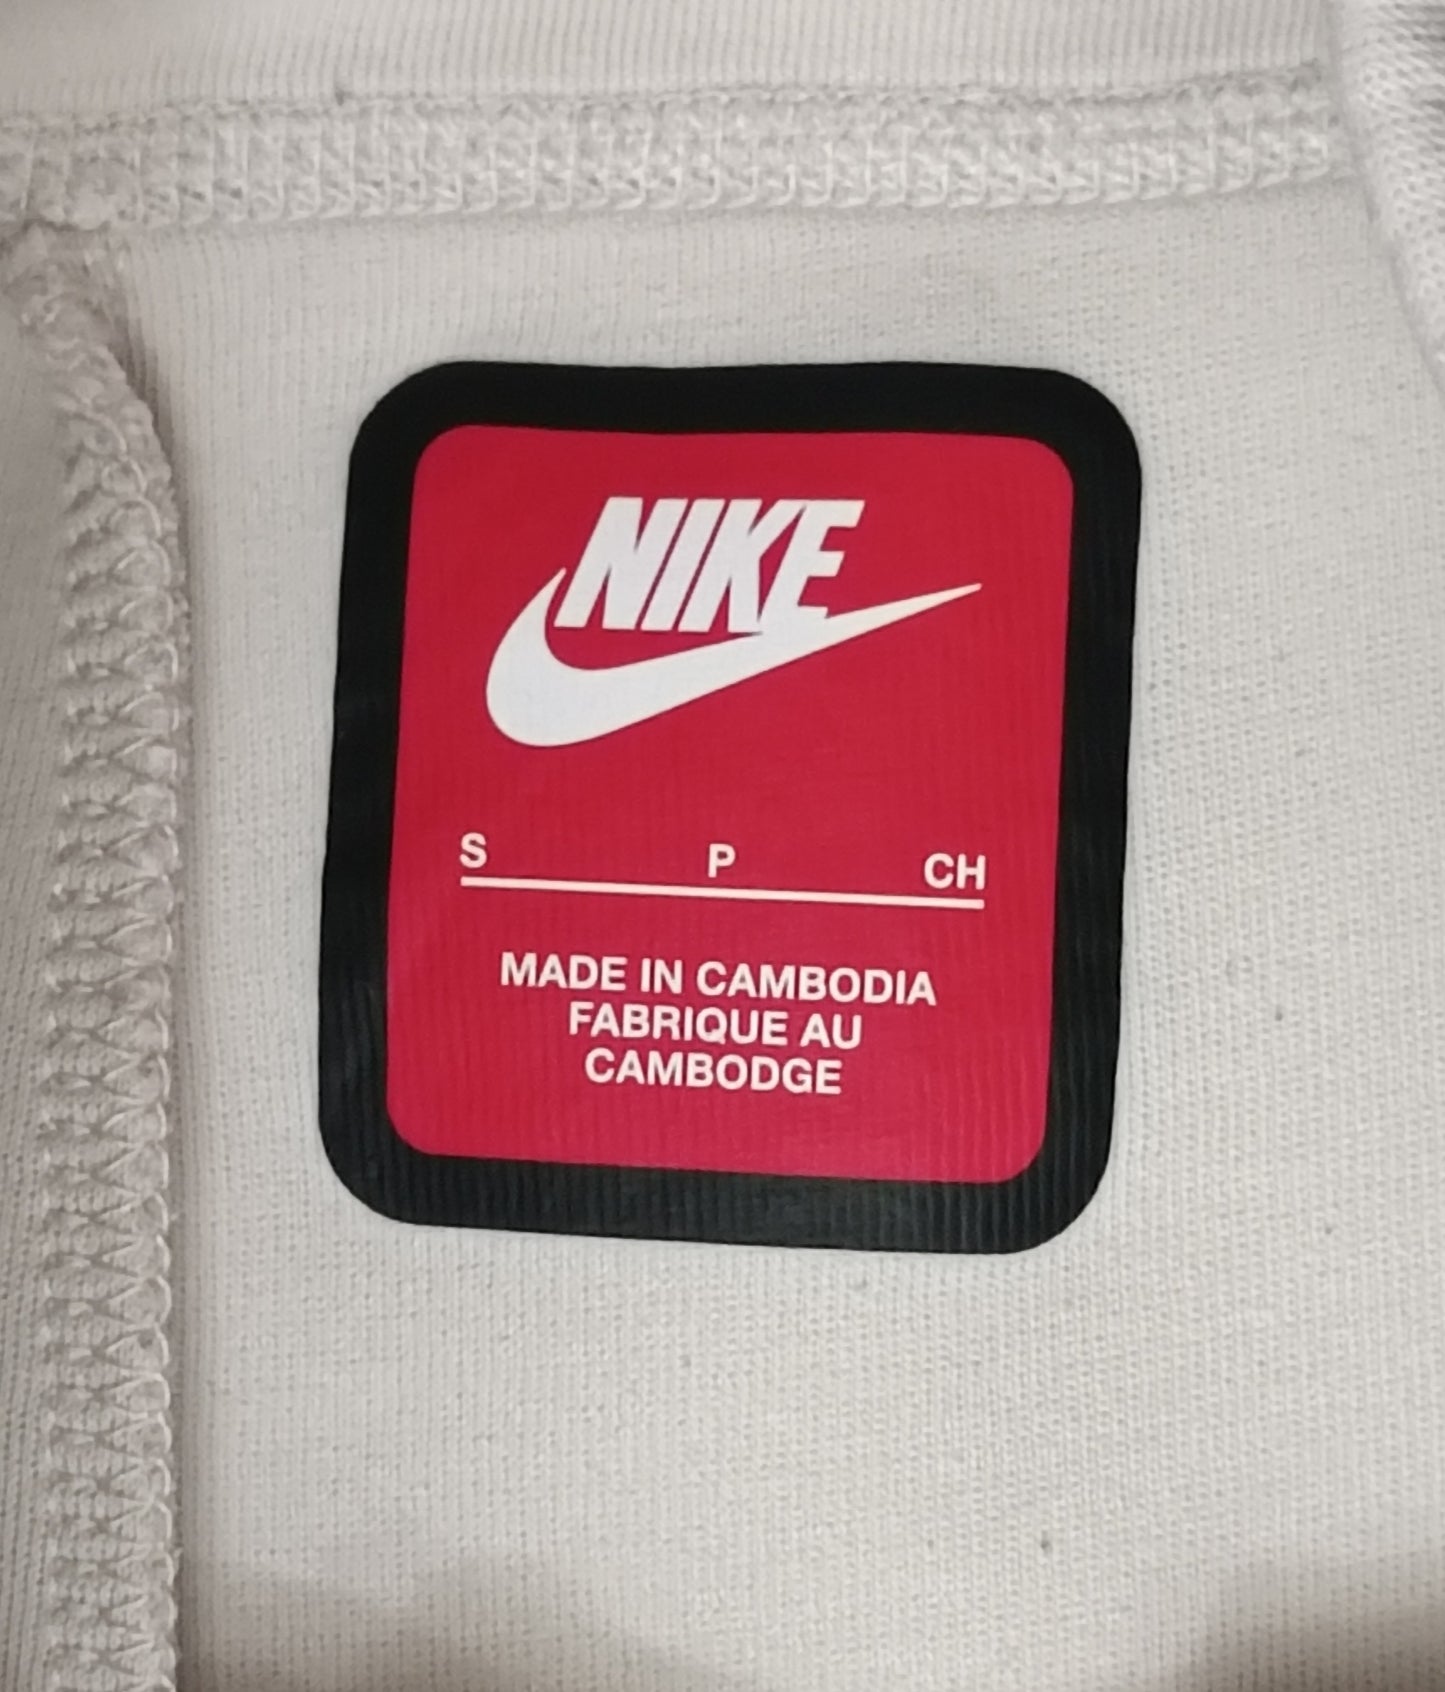 NIKE
S P CH
MADE IN CAMBODIA
FABRIQUE AU
CAMBODGE